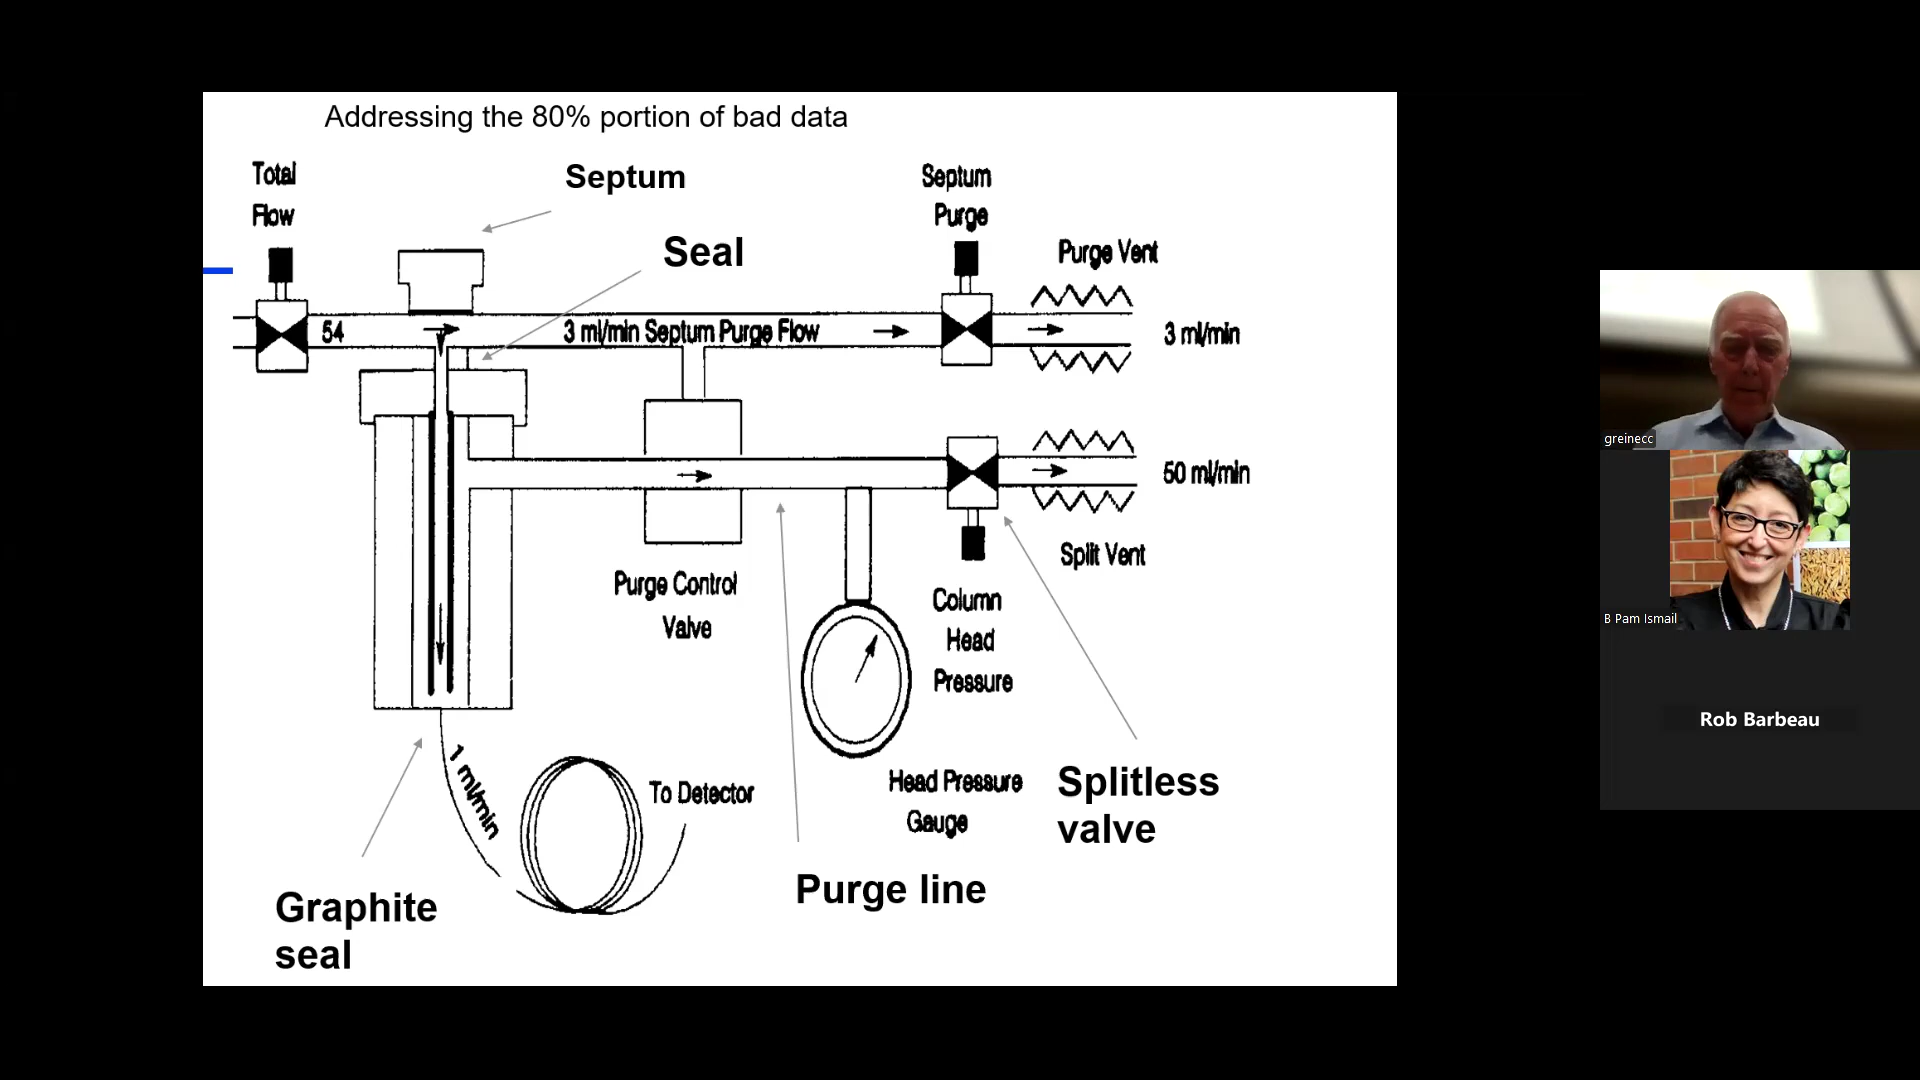 Addressing the 80% portion of bad data
Total
Flow
Septum
Septum
Purge
Seal
Purge Vent
54
3 ml/min Septum Purge Flow
3 ml/min
50 ml/min
Split Vent
Purge Control
Valve
Column
Head
Pressure
1 ml/min
To Detector
Head Pressure
Gauge
Splitless
valve
Purge line
Graphite
seal
greinecc
B Pam Ismail
Rob Barbeau